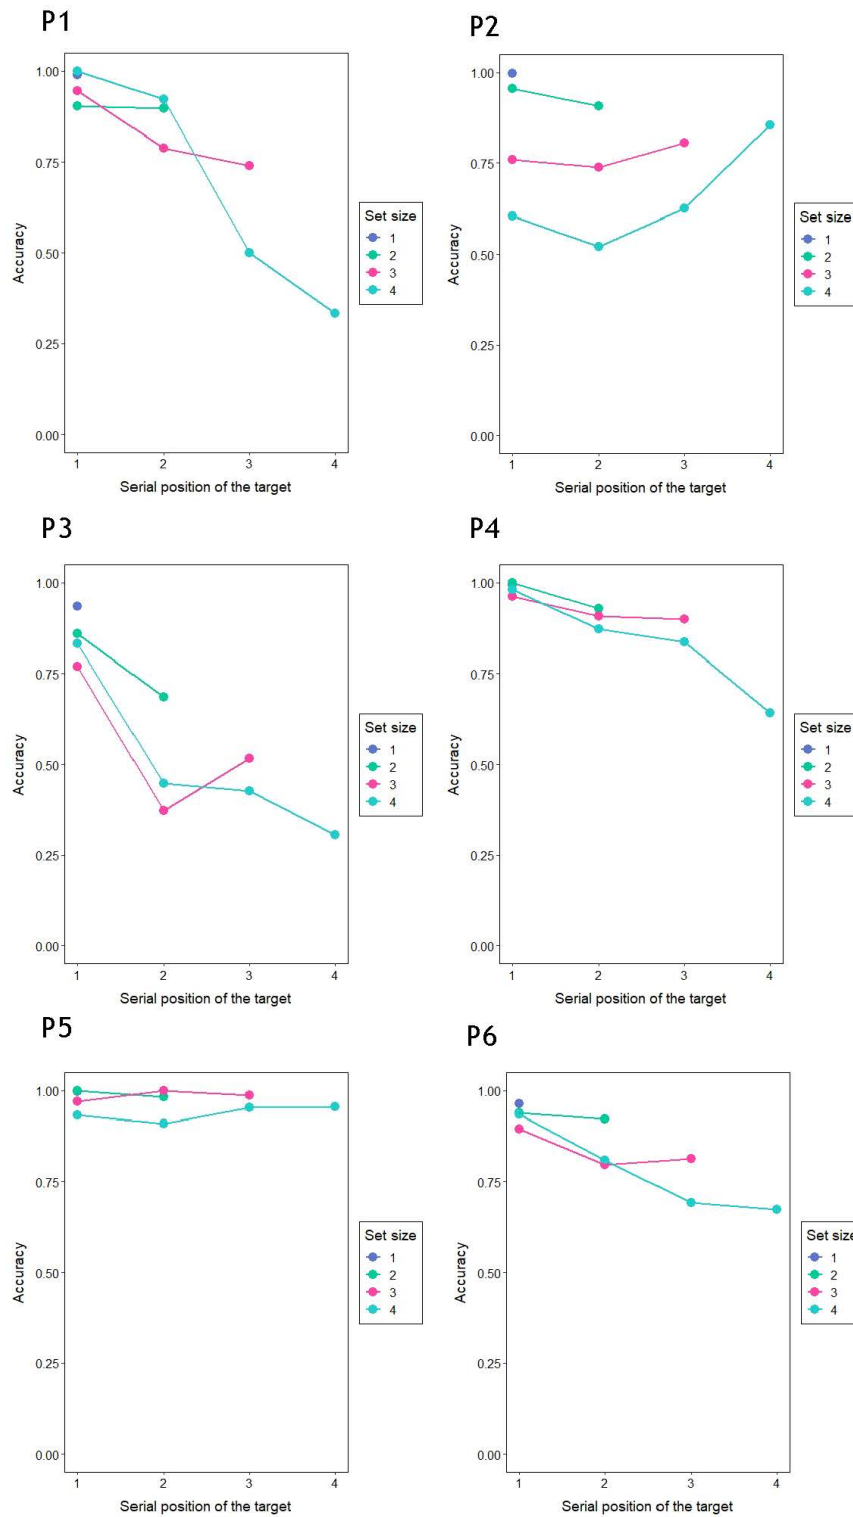 P1
1.00
0.75
0.50
0.25
0.00
Accuracy
1 2 3 4
Serial position of the target
Set size
1
2
3
4
P2
1.00
0.75
0.50
0.25
0.00
Accuracy
1 2 3 4
Serial position of the target
Set size
1
2
3
4
P3
1.00
0.75
0.50
0.25
0.00
Accuracy
1 2 3 4
Serial position of the target
Set size
1
2
3
4
P4
1.00
0.75
0.50
0.25
0.00
Accuracy
1 2 3 4
Serial position of the target
Set size
1
2
3
4
P5
1.00
0.75
0.50
0.25
0.00
Accuracy
1 2 3 4
Serial position of the target
Set size
1
2
3
4
P6
1.00
0.75
0.50
0.25
0.00
Accuracy
1 2 3 4
Serial position of the target
Set size
1
2
3
4